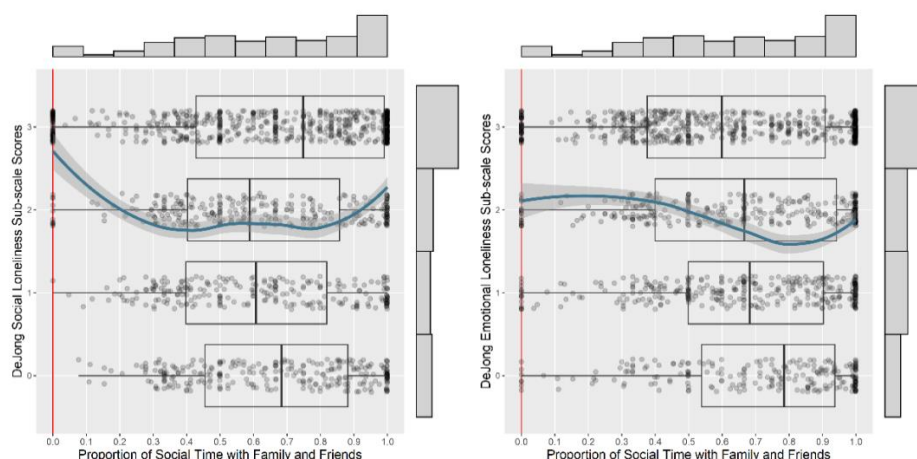 DeJong Social Loneliness Sub-scale Scores
3
2
1
0
0.0 0.1 0.2 0.3 0.4 0.5 0.6 0.7 0.8 0.9 1.0
Proportion of Social Time with Family and Friends
DeJong Emotional Loneliness Sub-scale Scores
3
2
1
0
0.0 0.1 0.2 0.3 0.4 0.5 0.6 0.7 0.8 0.9 1.0
Proportion of Social Time with Family and Friends